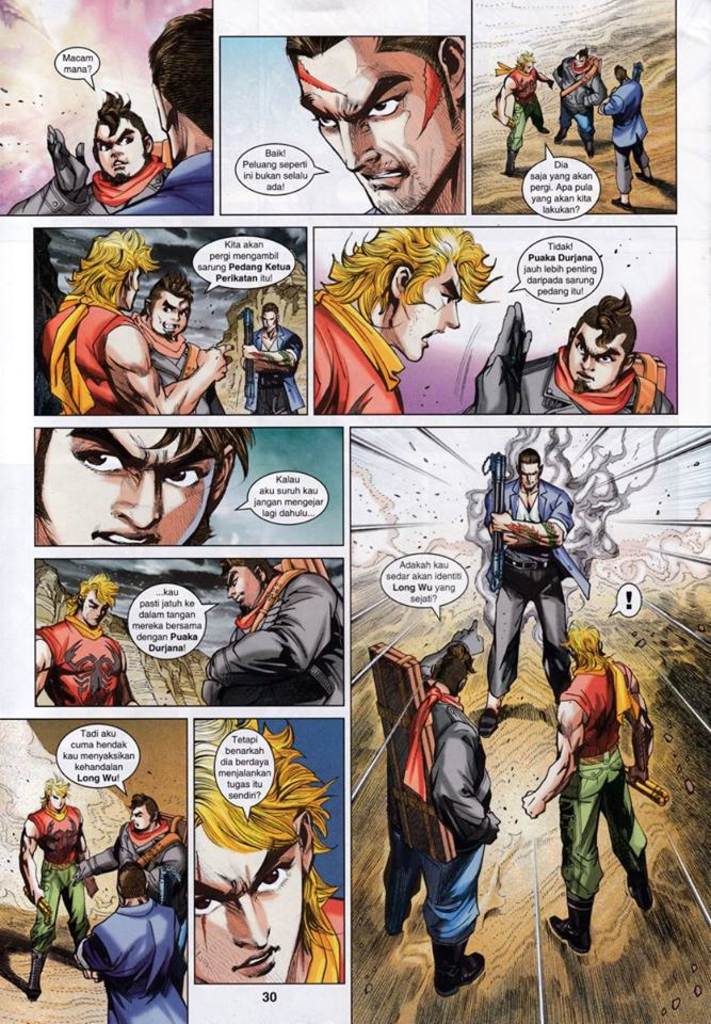 Macam
mana?
Baik!
Peluang seperti
ini bukan selalu
ada!
Dia
saja yang akan
pergi. Apa pula
yang akan kita
lakukan?
Kita akan
pergi mengambil
sarung Pedang Ketua
Perikatan itu!
Tidak!
Puaka Durjana
jauh lebih penting
daripada sarung
pedang itu!
Kalau
aku suruh kau
jangan mengejar
lagi dahulu...
...kau
pasti jatuh ke
dalam tangan
mereka bersama
dengan Puaka
Durjana!
Tadi aku
cuma hendak
kau menyaksikan
kehandalan
Long Wu!
Tetapi
benarkah
dia berdaya
menjalankan
tugas itu
sendiri?
Adakah kau
sedar akan identiti
Long Wu yang
sejati?
!
30